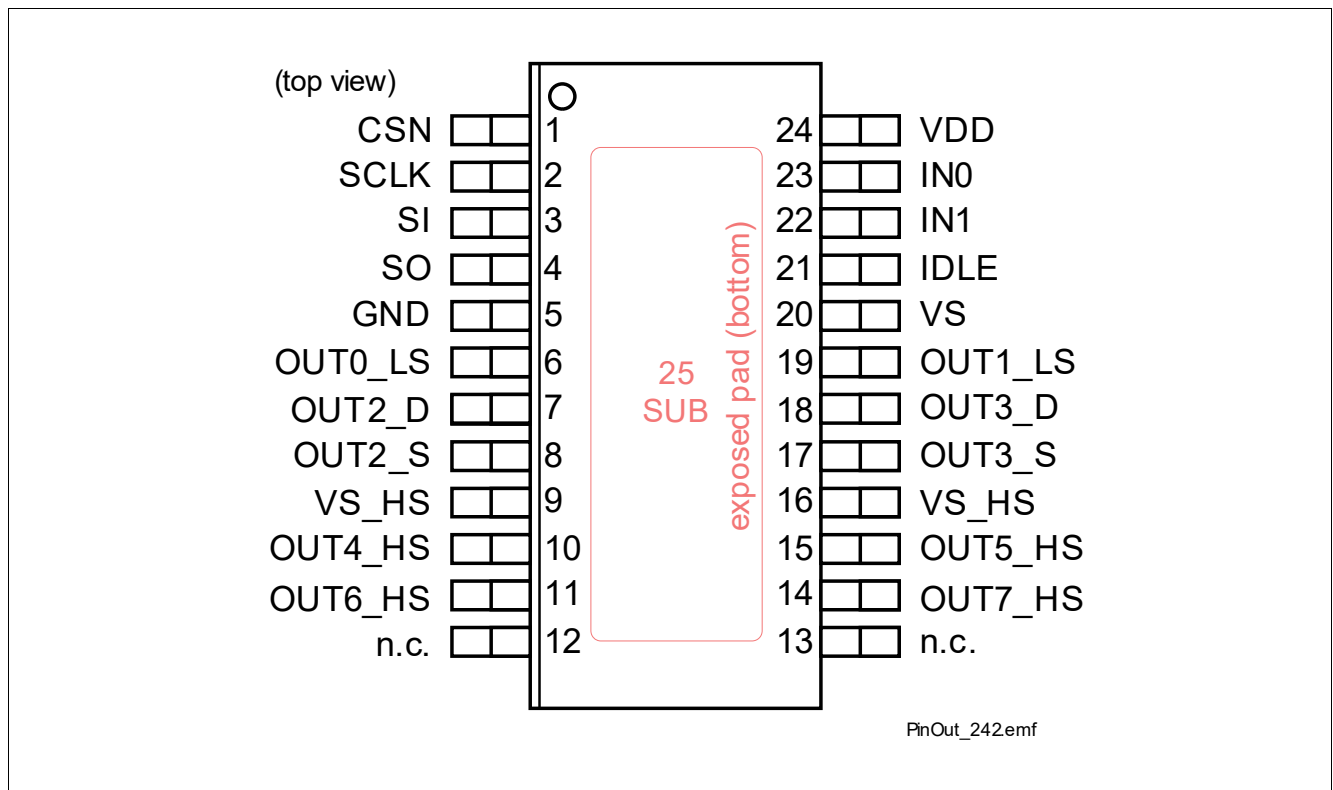 (top view)
CSN 1 24 VDD
SCLK 2 23 IN0
SI 3 22 IN1
SO 4 21 IDLE
GND 5 20 VS
OUT0_LS 6 19 OUT1_LS
OUT2_D 7 18 OUT3_D
OUT2_S 8 17 OUT3_S
VS_HS 9 16 VS_HS
OUT4_HS 10 15 OUT5_HS
OUT6_HS 11 14 OUT7_HS
n.c. 12 13 n.c.
25
SUB
exposed pad (bottom)
PinOut_242.emf